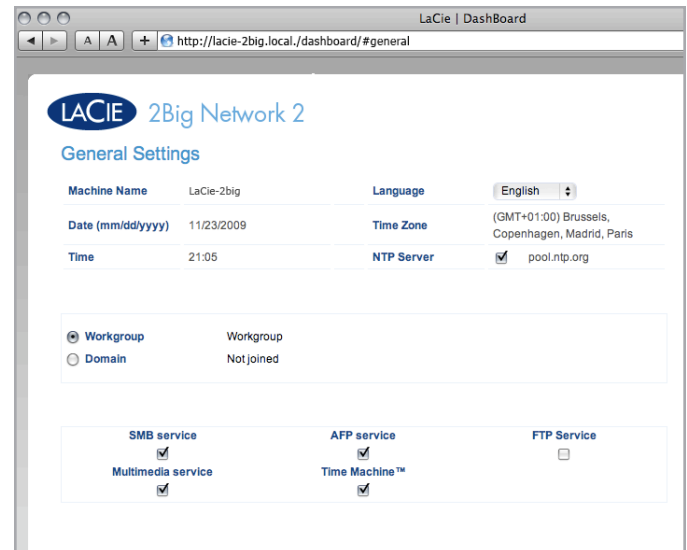 LaCie | DashBoard
A A + http://lacie-2big.local./dashboard/#general
LACIE 2Big Network 2
General Settings
Machine Name LaCie-2big Language English
Date (mm/dd/yyyy) 11/23/2009 Time Zone (GMT+01:00) Brussels,
Copenhagen, Madrid, Paris
Time 21:05 NTP Server pool.ntp.org
Workgroup Workgroup
Domain Not joined
SMB service AFP service FTP Service
Multimedia service Time Machine™